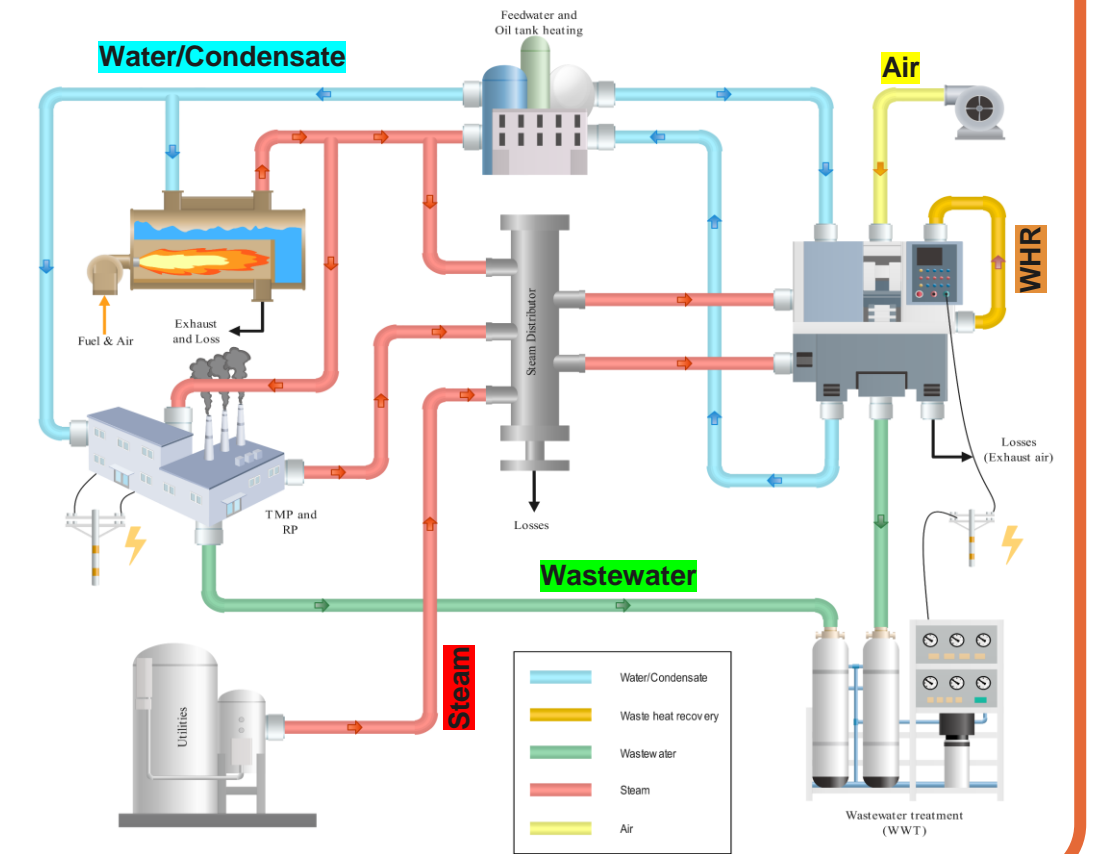 Feedwater and
Oil tank heating
Water/Condensate
Air
WHR
Steam Distributor
Fuel & Air
Exhaust
and Loss
TMP and
RP
Losses
(Exhaust air)
Losses
Wastewater
Steam
Utilities
Water/Condensate
Waste heat recovery
Wastewater
Steam
Air
Wastewater treatment
(WWT)